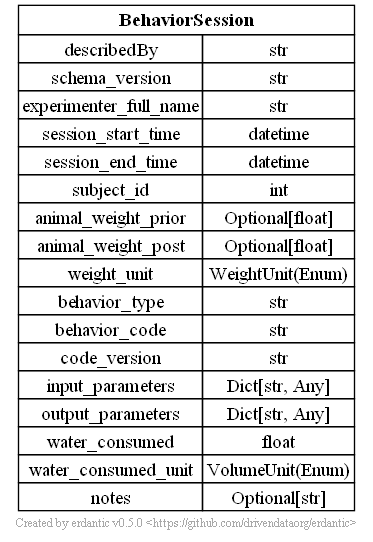 BehaviorSession
describedBy str
schema_version str
experimenter_full_name str
session_start_time datetime
session_end_time datetime
subject_id int
animal_weight_prior Optional[float]
animal_weight_post Optional[float]
weight_unit WeightUnit(Enum)
behavior_type str
behavior_code str
code_version str
input_parameters Dict[str, Any]
output_parameters Dict[str, Any]
water_consumed float
water_consumed_unit VolumeUnit(Enum)
notes Optional[str]
Created by erdantic v0.5.0 <https://github.com/drivendataorg/erdantic>